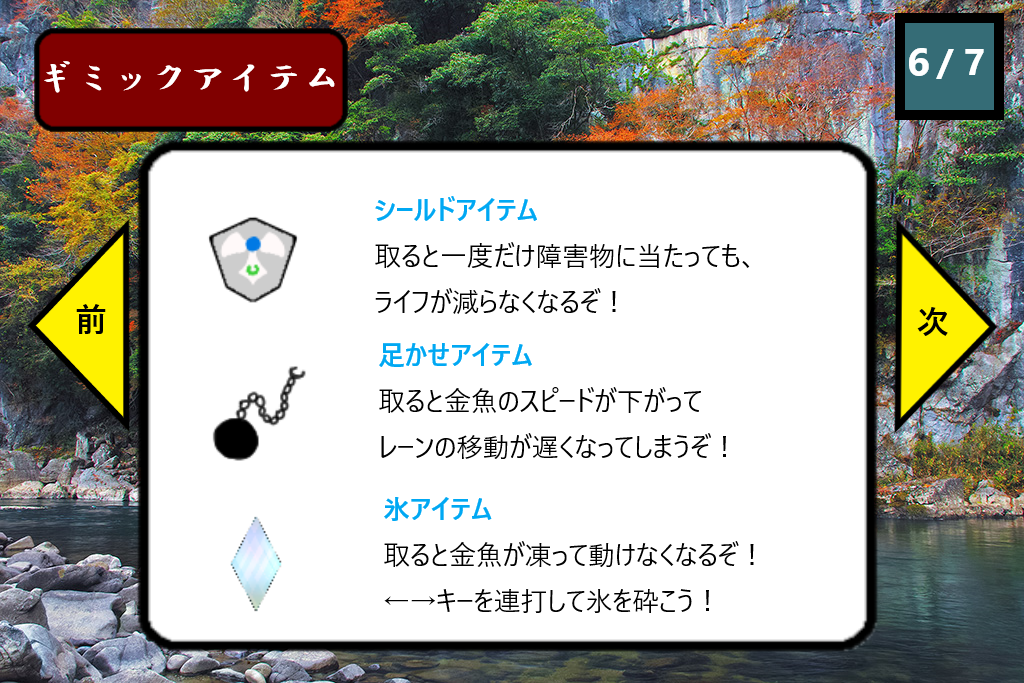 ギミックアイテム
6/7
シールドアイテム
取ると一度だけ障害物に当たっても、
ライフが減らなくなるぞ！
前
次
足かせアイテム
取ると金魚のスピードが下がって
レーンの移動が遅くなってしまうぞ！
氷アイテム
取ると金魚が凍って動けなくなるぞ！
←→キーを連打して氷を砕こう！